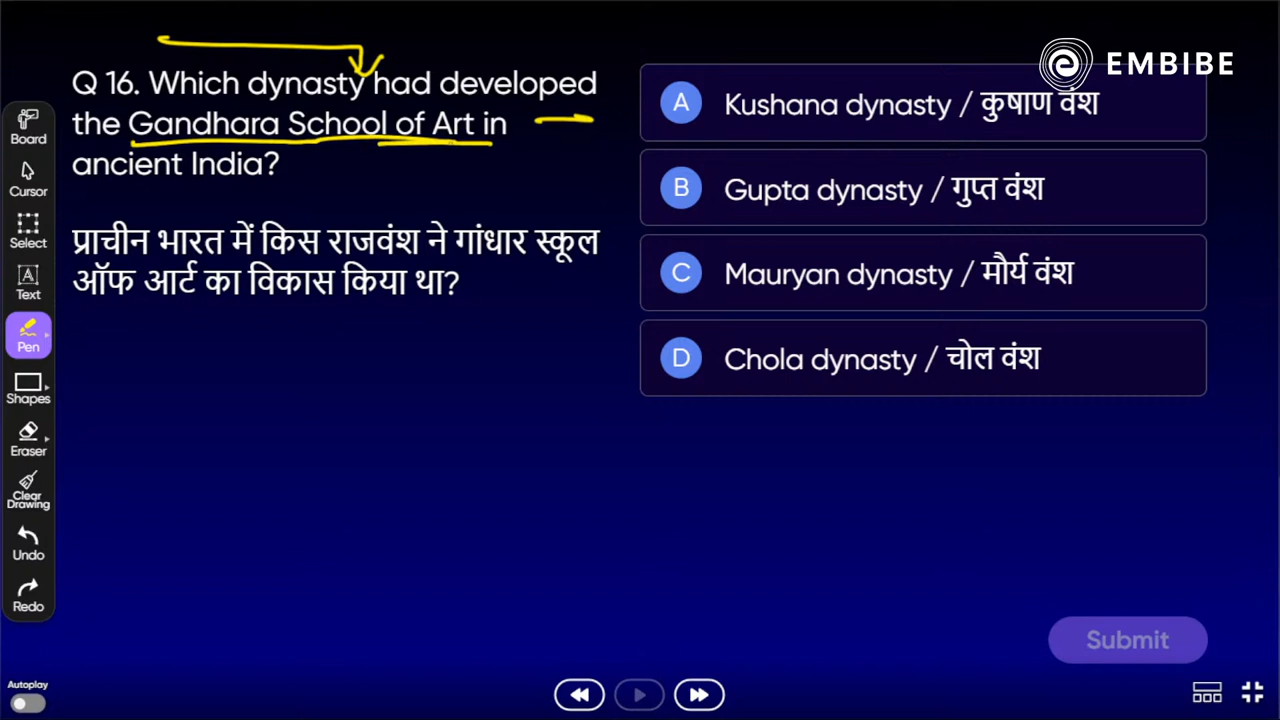 EMBIBE
Q 16. Which dynasty had developed
the Gandhara School of Art in
ancient India?
प्राचीन भारत में किस राजवंश ने गांधार स्कूल
ऑफ आर्ट का विकास किया था?
A Kushana dynasty / कुषाण वंश
B Gupta dynasty / गुप्त वंश
C Mauryan dynasty / मौर्य वंश
D Chola dynasty / चोल वंश
Board
Cursor
Select
Text
Pen
Shapes
Eraser
Clear
Drawing
Undo
Redo
Submit
Autoplay